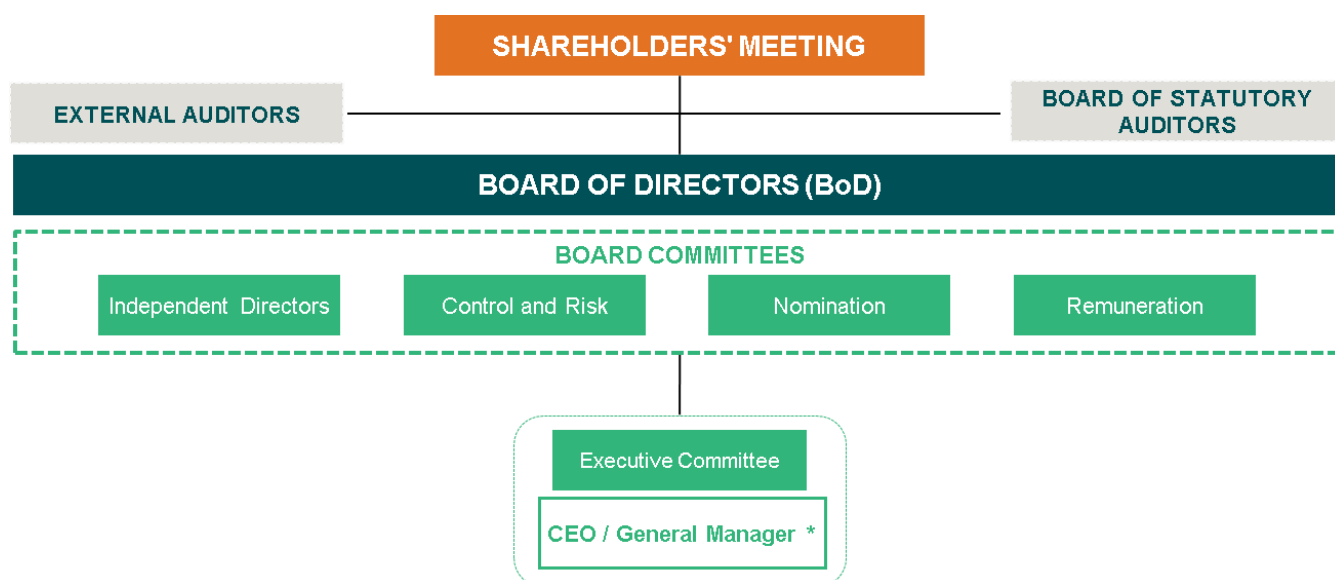 SHAREHOLDERS' MEETING
EXTERNAL AUDITORS
BOARD OF STATUTORY
AUDITORS
BOARD OF DIRECTORS (BoD)
BOARD COMMITTEES
Independent Directors
Control and Risk
Nomination
Remuneration
Executive Committee
CEO / General Manager *